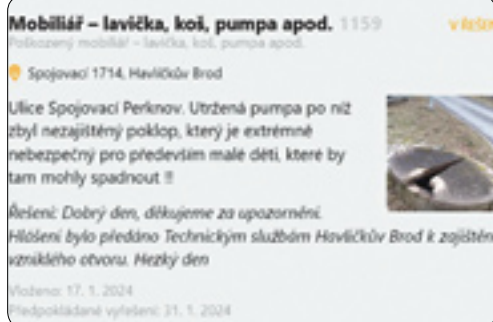 Mobiliář – lavička, koš, pumpa apod. 1159 V ŘEŠEN
Poškozený mobiliář – lavička, koš, pumpa apod.
Spojovací 1714, Havlíčkův Brod
Ulice Spojovací Perknov. Utržená pumpa po níž
zbyl nezajištěný poklop, který je extrémně
nebezpečný pro především malé děti, které by
tam mohly spadnout !!
Řešení: Dobrý den, děkujeme za upozornění.
Hlášení bylo předáno Technickým službám Havlíčkův Brod k zajištěn
vzniklého otvoru. Hezký den
Vloženo: 17. 1. 2024
Předpokládané vyřešení: 31. 1. 2024